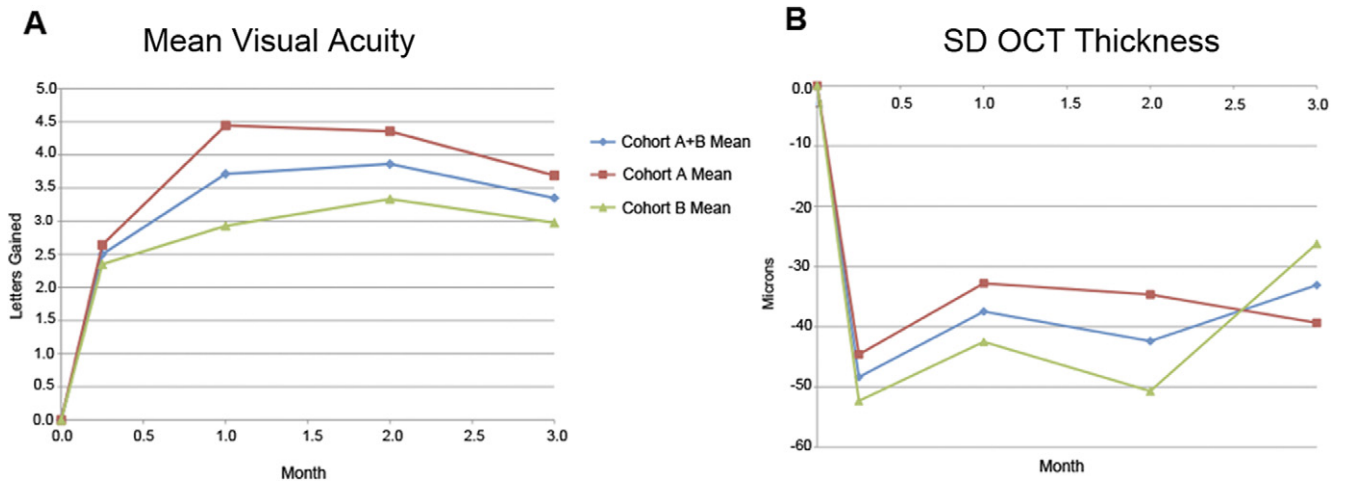 A
Mean Visual Acuity
5.0
4.5
4.0
3.5
3.0
2.5
2.0
1.5
1.0
0.5
0.0
Letters Gained
0.0 0.5 1.0 1.5 2.0 2.5 3.0
Month
Cohort A+B Mean
Cohort A Mean
Cohort B Mean
B
SD OCT Thickness
0.0
-10
-20
-30
-40
-50
-60
Microns
0.5 1.0 1.5 2.0 2.5 3.0
Month